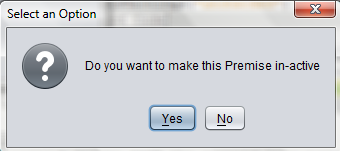 Select an Option
Do you want to make this Premise in-active
Yes No